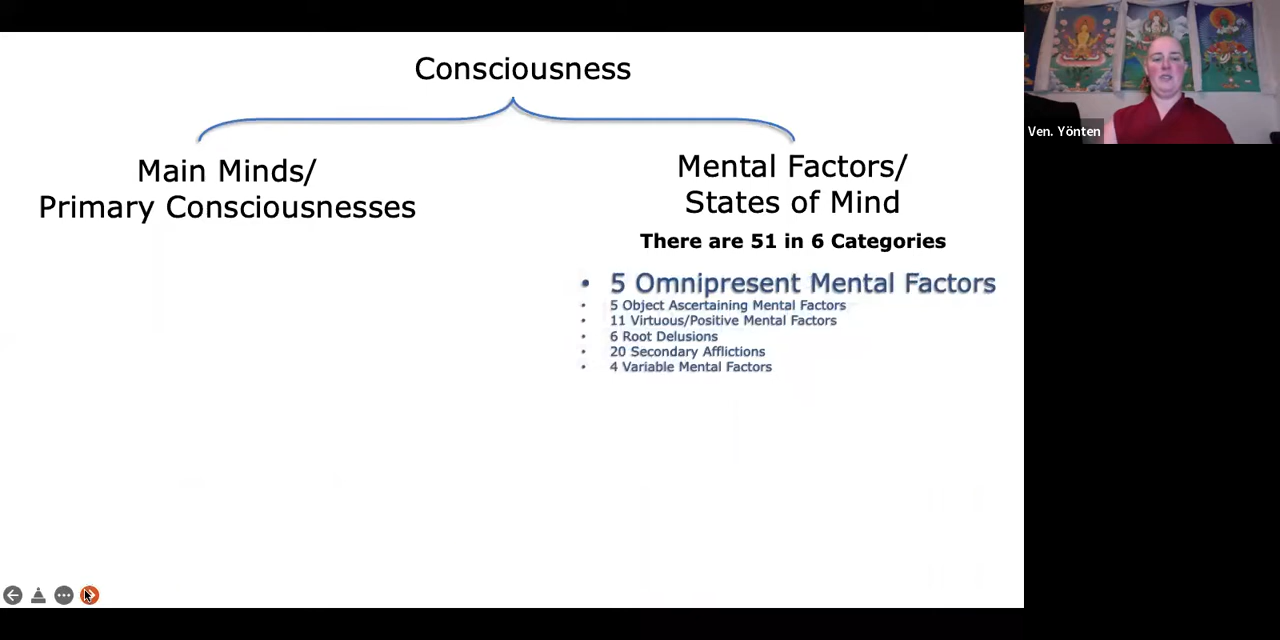 Consciousness
Main Minds/
Primary Consciousnesses
Mental Factors/
States of Mind
There are 51 in 6 Categories
• 5 Omnipresent Mental Factors
• 5 Object Ascertaining Mental Factors
• 11 Virtuous/Positive Mental Factors
• 6 Root Delusions
• 20 Secondary Afflictions
• 4 Variable Mental Factors
Ven. Yönten